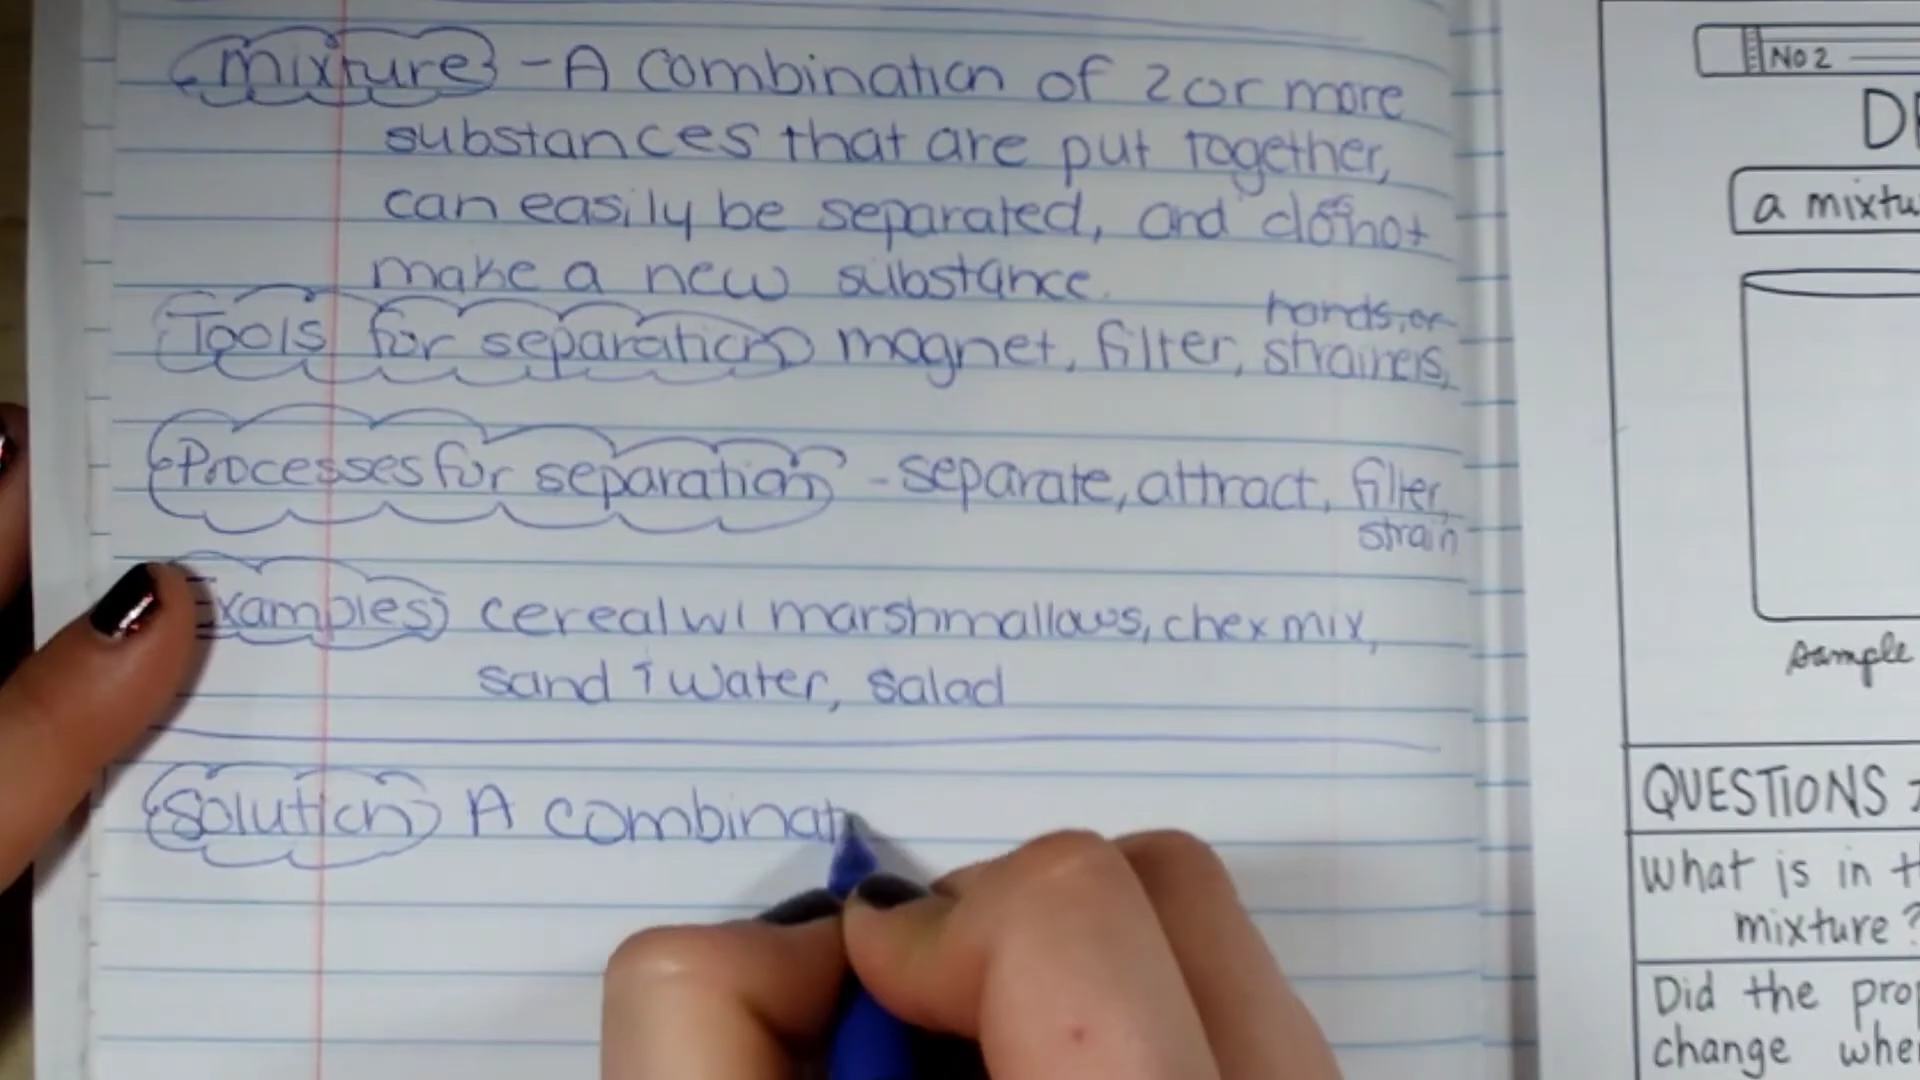 mixture - A combination of 2 or more
substances that are put together,
can easily be separated, and do not
make a new substance.
hands, or
Tools for separation magnet, filter, strainers,
Processes for separation - separate, attract, filter,
strain
Examples cereal w/ marshmallows, chex mix,
sand + water, salad
Solution A combinat
No 2
a mixtu
sample
QUESTIONS
What is in th
mixture?
Did the prop
change whe